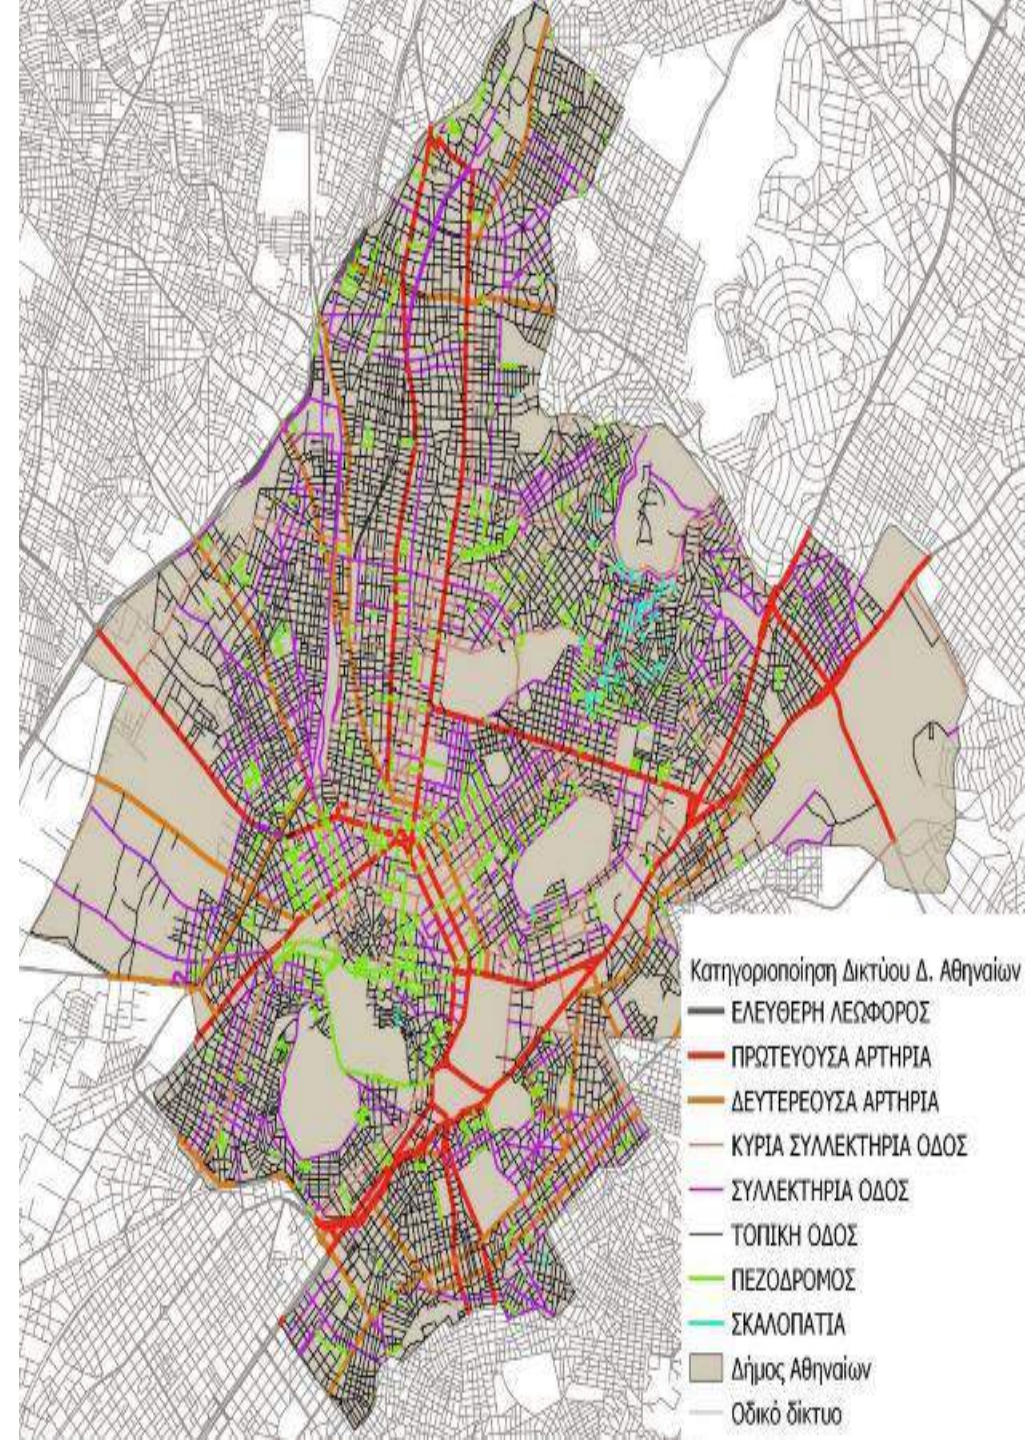 Κατηγοριοποίηση Δικτύου Δ. Αθηναίων
ΕΛΕΥΘΕΡΗ ΛΕΩΦΟΡΟΣ
ΠΡΩΤΕΥΟΥΣΑ ΑΡΤΗΡΙΑ
ΔΕΥΤΕΡΕΟΥΣΑ ΑΡΤΗΡΙΑ
ΚΥΡΙΑ ΣΥΛΛΕΚΤΗΡΙΑ ΟΔΟΣ
ΣΥΛΛΕΚΤΗΡΙΑ ΟΔΟΣ
ΤΟΠΙΚΗ ΟΔΟΣ
ΠΕΖΟΔΡΟΜΟΣ
ΣΚΑΛΟΠΑΤΙΑ
Δήμος Αθηναίων
Οδικό δίκτυο